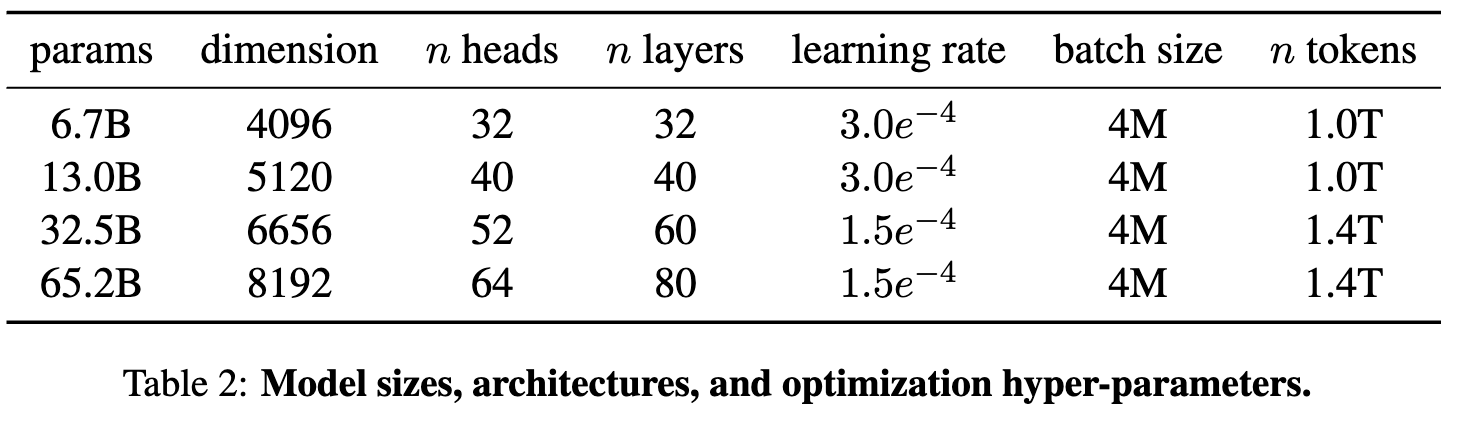 params dimension n heads n layers learning rate batch size n tokens
6.7B 4096 32 32 3.0e⁻⁴ 4M 1.0T
13.0B 5120 40 40 3.0e⁻⁴ 4M 1.0T
32.5B 6656 52 60 1.5e⁻⁴ 4M 1.4T
65.2B 8192 64 80 1.5e⁻⁴ 4M 1.4T
Table 2: Model sizes, architectures, and optimization hyper-parameters.